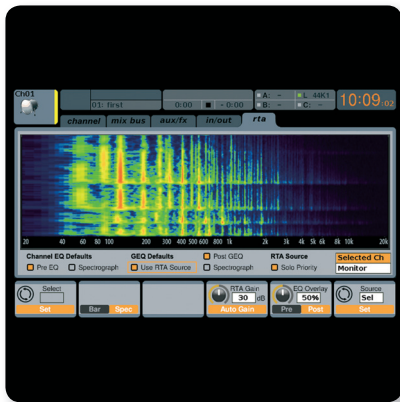 Ch01
A: - L 44K1 10:09:02
01: first 0:00 - 0:00 B: - C: -
channel mix bus aux/fx in/out rta
20 40 60 80 100 200 300 400 500 600 800 1k 2k 3k 4k 5k 6k 8k 10k 20k
Channel EQ Defaults GEQ Defaults Post GEQ RTA Source Selected Ch
Pre EQ Spectrograph Use RTA Source Spectrograph Solo Priority Monitor
Select RTA Gain EQ Overlay Source
30 dB 50% Sel
Set Bar Spec Auto Gain Pre Post Set